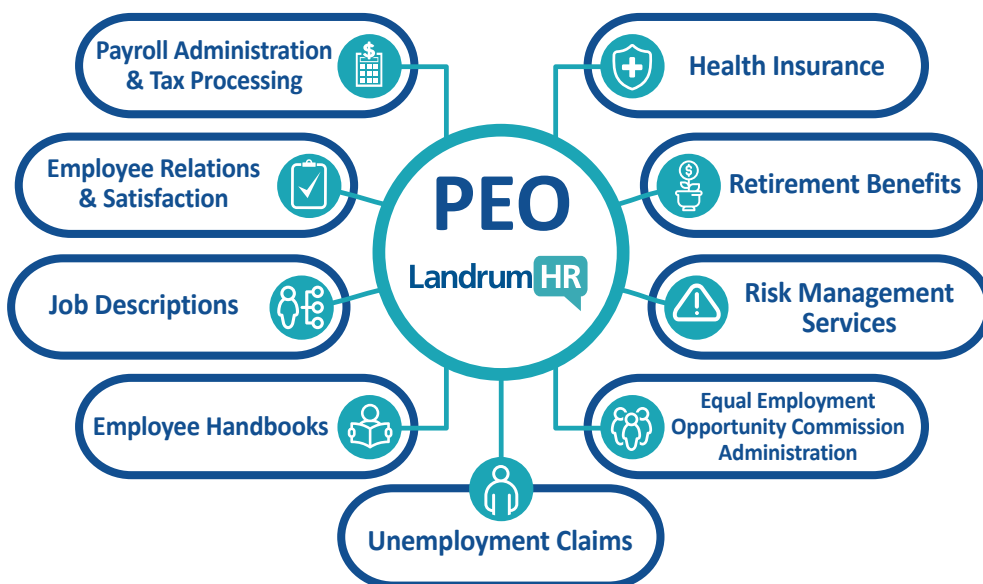 Payroll Administration
& Tax Processing
Health Insurance
Employee Relations
& Satisfaction
PEO
Retirement Benefits
LandrumHR
Job Descriptions
Risk Management
Services
Employee Handbooks
Equal Employment
Opportunity Commission
Administration
Unemployment Claims